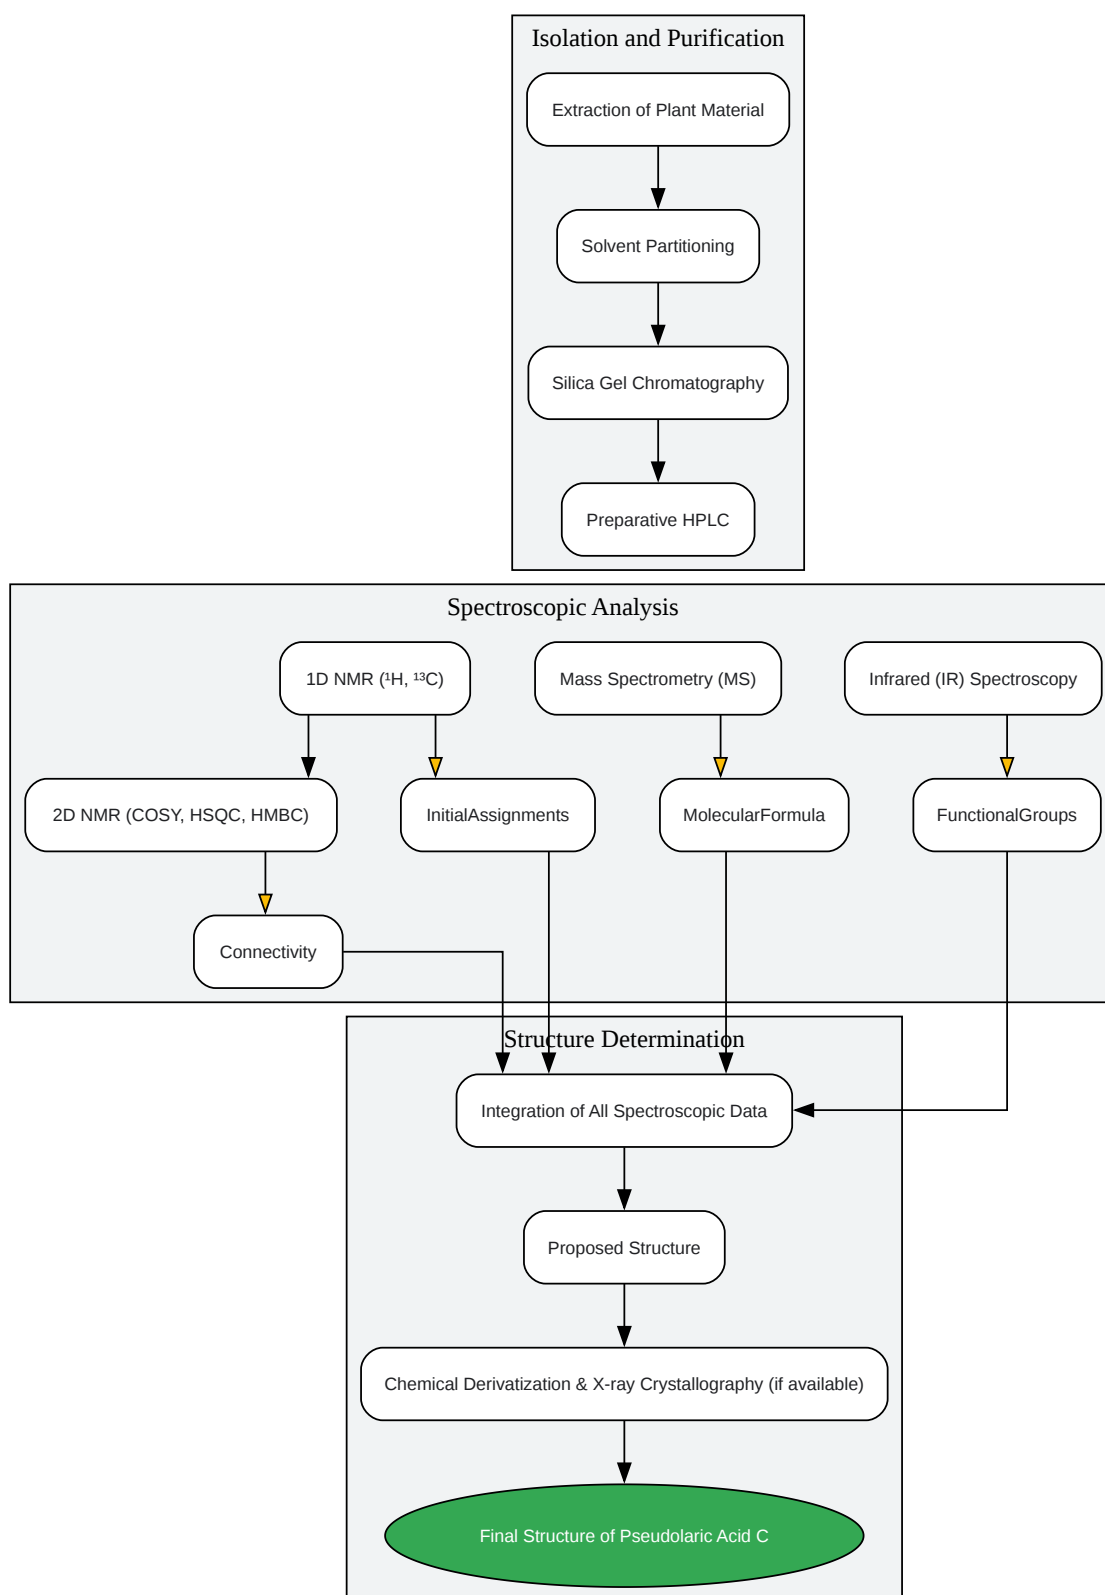 Isolation and Purification
Extraction of Plant Material
Solvent Partitioning
Silica Gel Chromatography
Preparative HPLC
Spectroscopic Analysis
1D NMR (¹H, ¹³C)
Mass Spectrometry (MS)
Infrared (IR) Spectroscopy
2D NMR (COSY, HSQC, HMBC)
InitialAssignments
MolecularFormula
FunctionalGroups
Connectivity
Structure Determination
Integration of All Spectroscopic Data
Proposed Structure
Chemical Derivatization & X-ray Crystallography (if available)
Final Structure of Pseudolaric Acid C